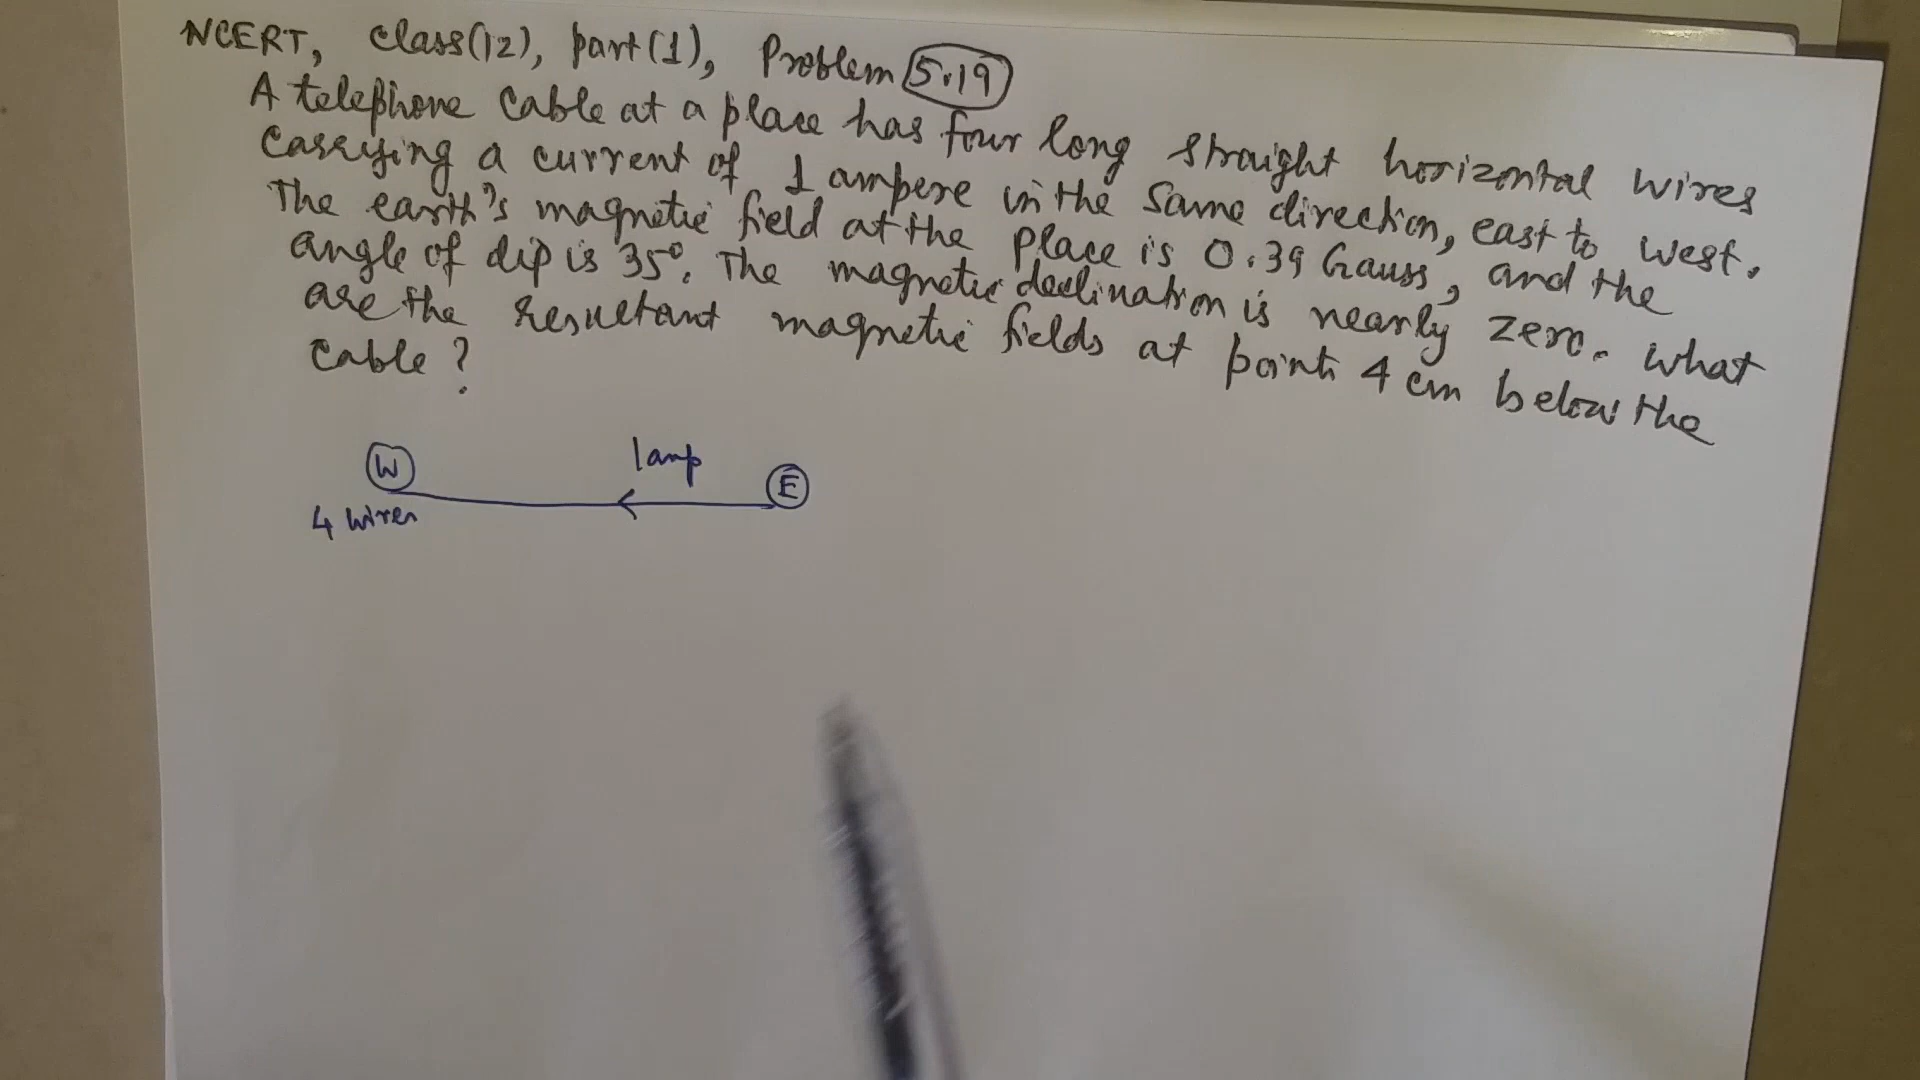 NCERT, class(12), part(1), Problem 5.19
A telephone cable at a place has four long straight horizontal wires
carrying a current of 1 ampere in the same direction, east to west.
The earth's magnetic field at the place is 0.39 Gauss, and the
angle of dip is 35°. The magnetic declination is nearly zero. What
are the resultant magnetic fields at point 4 cm below the
cable?
W 1amp E
4 wires